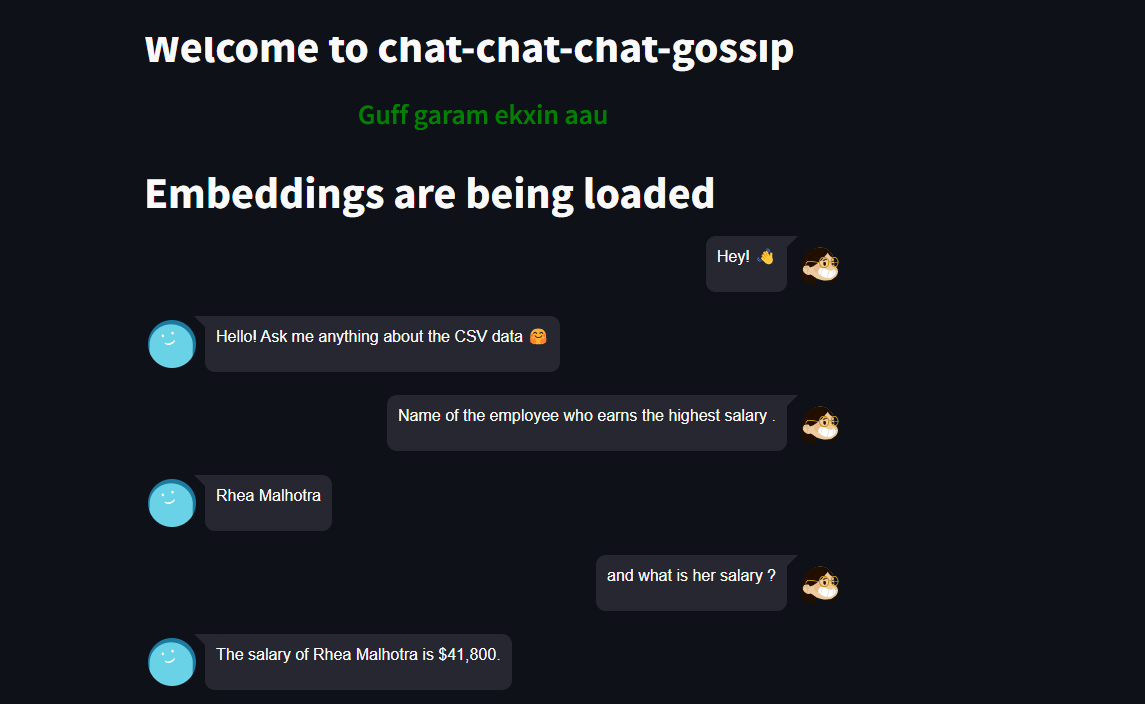 Welcome to chat-chat-chat-gossip
Guff garam ekxin aau
Embeddings are being loaded
Hey! 👋
Hello! Ask me anything about the CSV data 🤗
Name of the employee who earns the highest salary .
Rhea Malhotra
and what is her salary ?
The salary of Rhea Malhotra is $41,800.